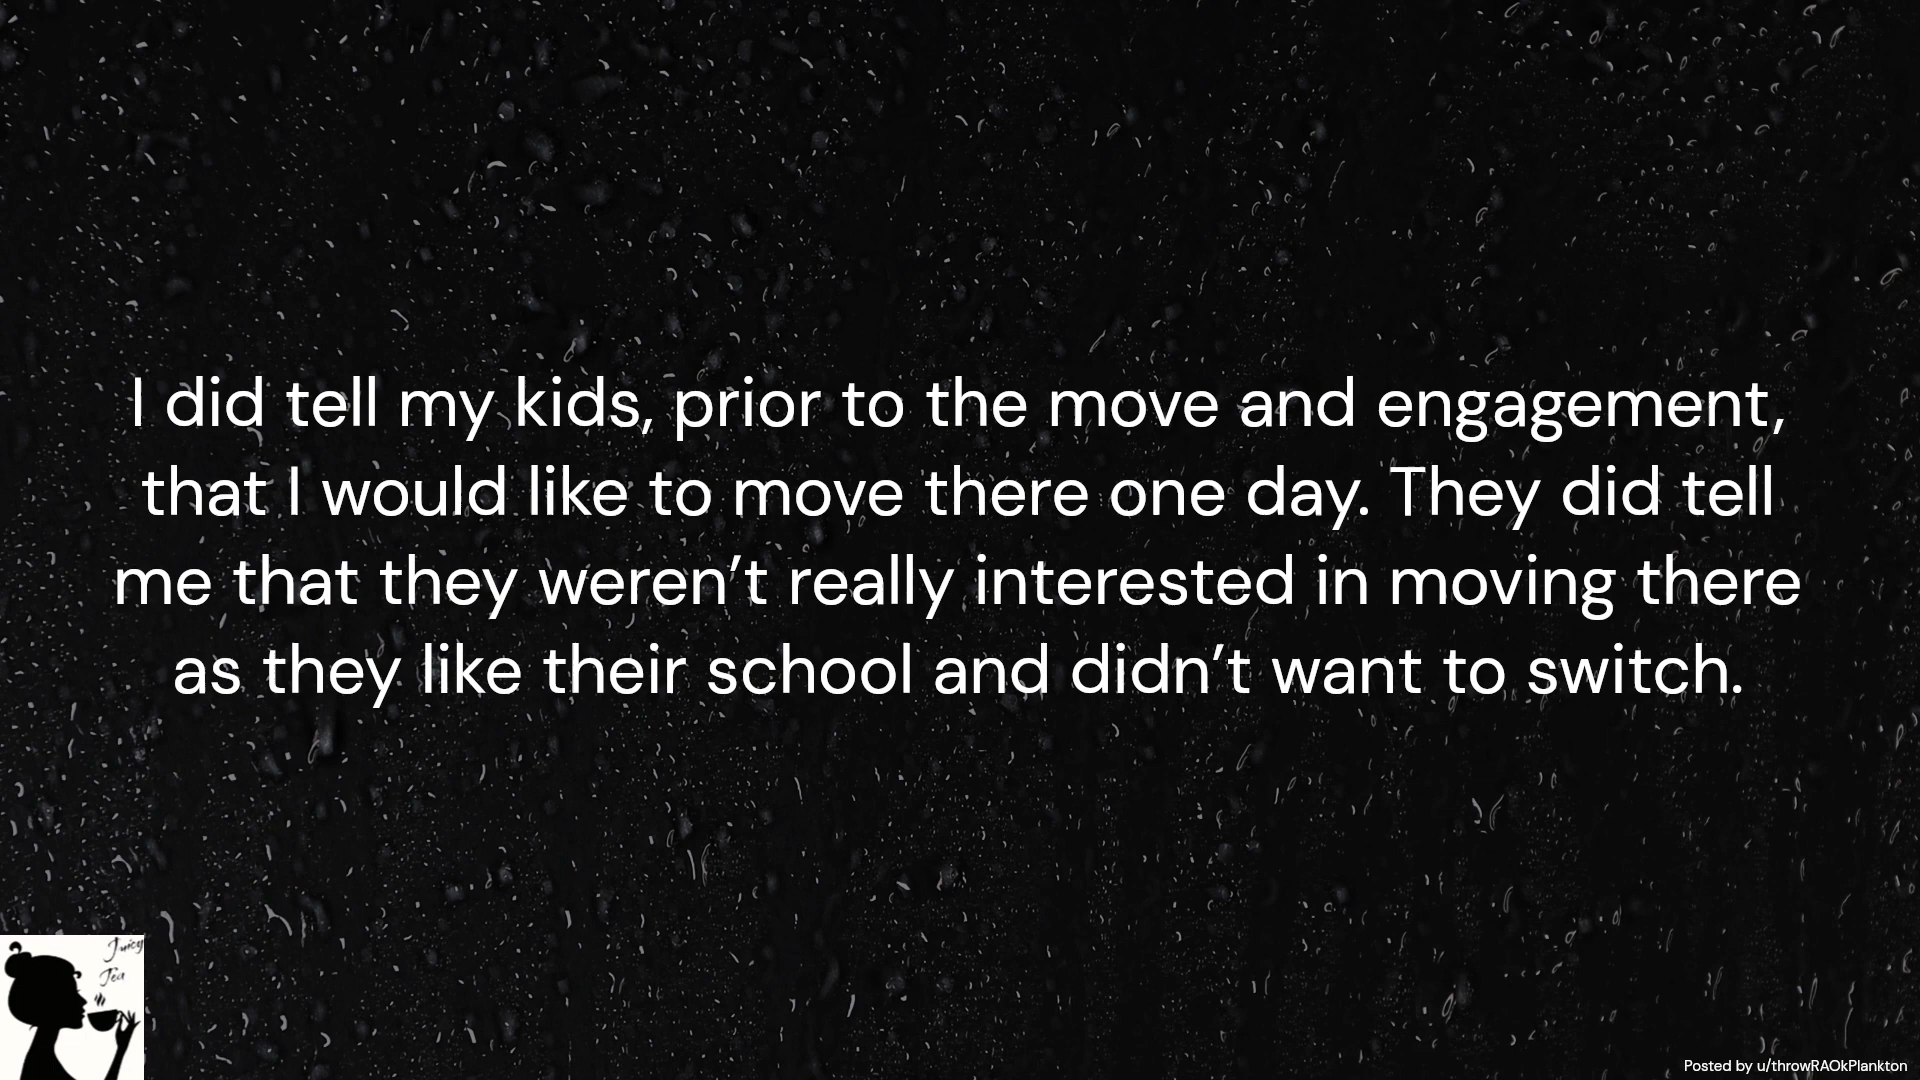 I did tell my kids, prior to the move and engagement,
that I would like to move there one day. They did tell
me that they weren’t really interested in moving there
as they like their school and didn’t want to switch.
Juicy
Tea
Posted by u/throwRAOkPlankton